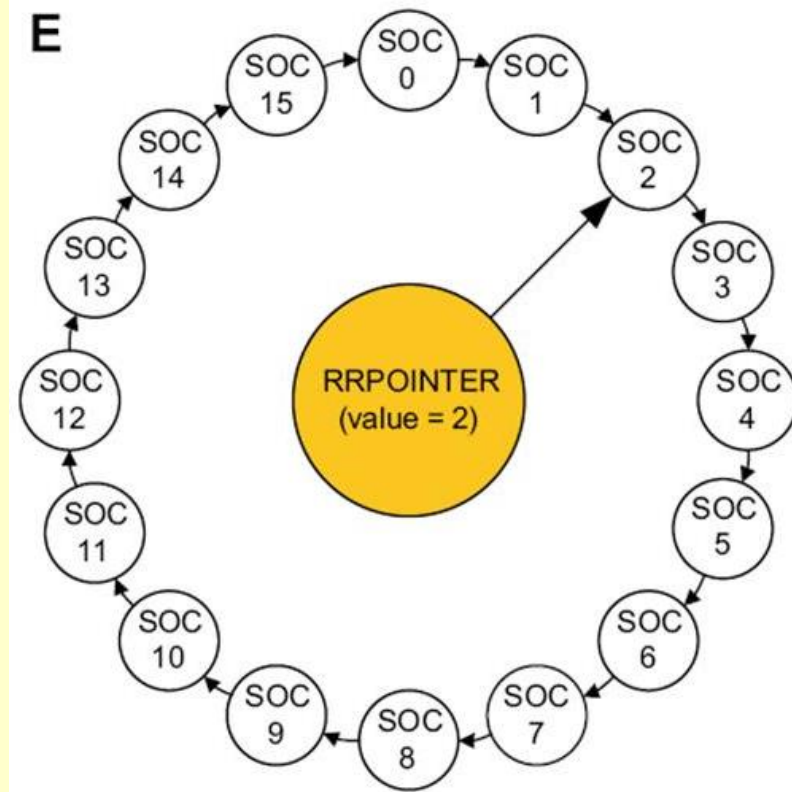 E
SOC
0
SOC
1
SOC
2
SOC
3
SOC
4
SOC
5
SOC
6
SOC
7
SOC
8
SOC
9
SOC
10
SOC
11
SOC
12
SOC
13
SOC
14
SOC
15
RRPOINTER
(value = 2)